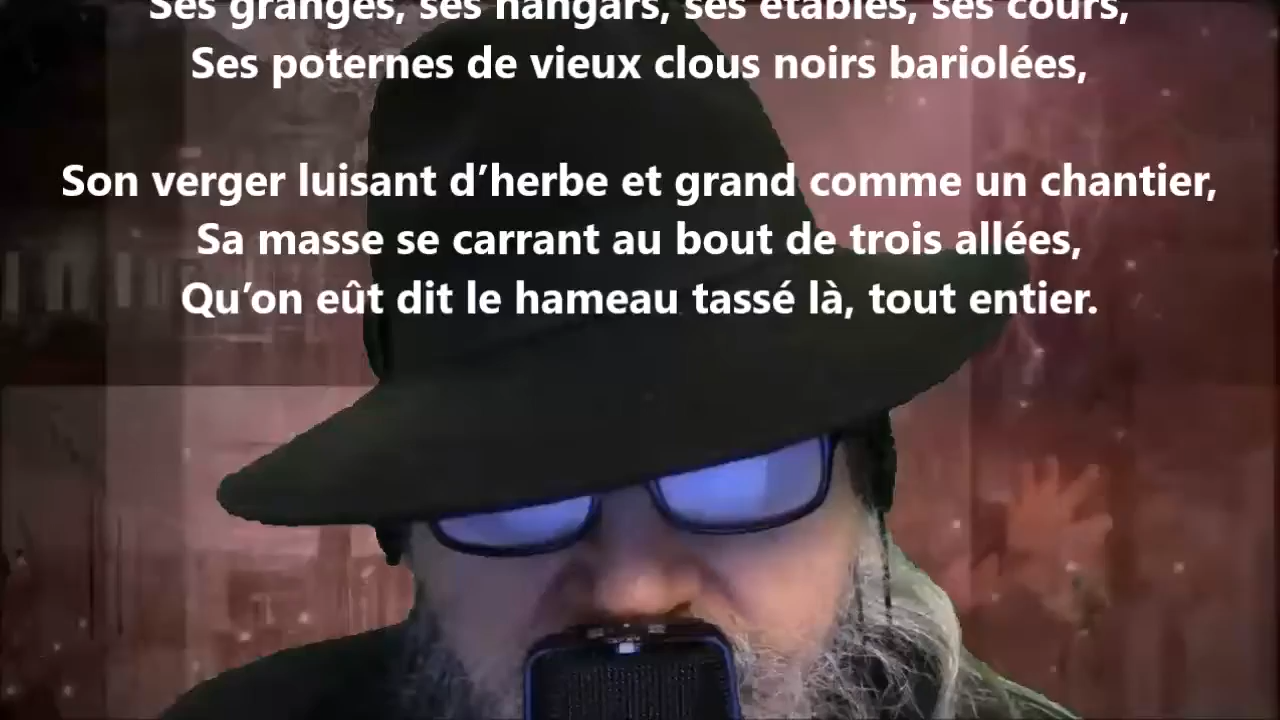 Ses granges, ses hangars, ses étables, ses cours,
Ses poternes de vieux clous noirs bariolées,
Son verger luisant d’herbe et grand comme un chantier,
Sa masse se carrant au bout de trois allées,
Qu’on eût dit le hameau tassé là, tout entier.